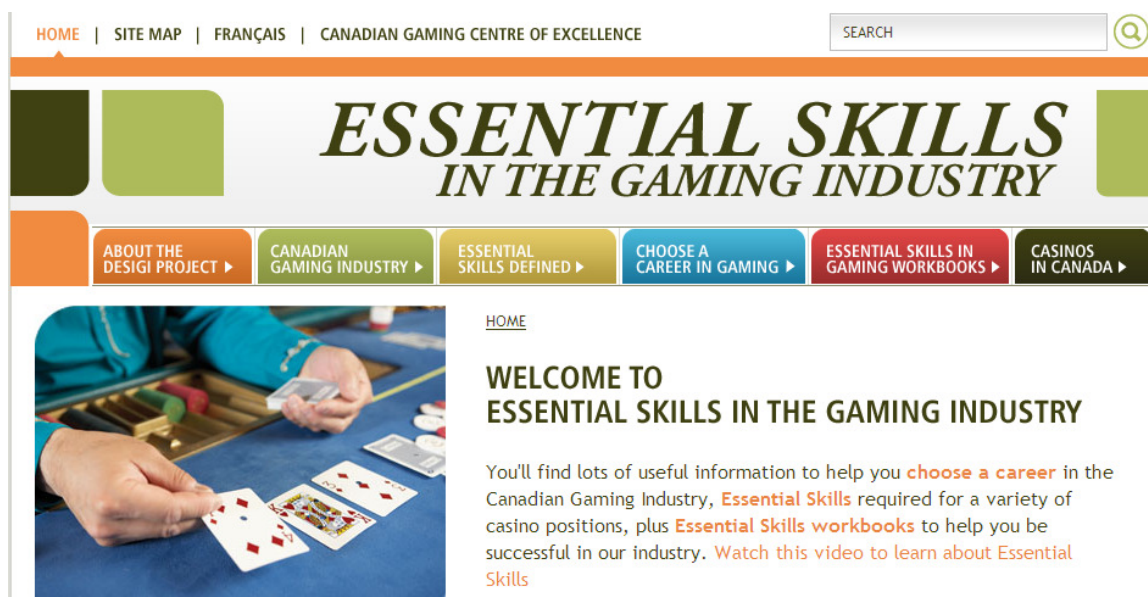 HOME | SITE MAP | FRANÇAIS | CANADIAN GAMING CENTRE OF EXCELLENCE
SEARCH
ESSENTIAL SKILLS
IN THE GAMING INDUSTRY
ABOUT THE
DESIGI PROJECT
CANADIAN
GAMING INDUSTRY
ESSENTIAL
SKILLS DEFINED
CHOOSE A
CAREER IN GAMING
ESSENTIAL SKILLS IN
GAMING WORKBOOKS
CASINOS
IN CANADA
HOME
WELCOME TO
ESSENTIAL SKILLS IN THE GAMING INDUSTRY
You'll find lots of useful information to help you choose a career in the
Canadian Gaming Industry, Essential Skills required for a variety of
casino positions, plus Essential Skills workbooks to help you be
successful in our industry. Watch this video to learn about Essential
Skills